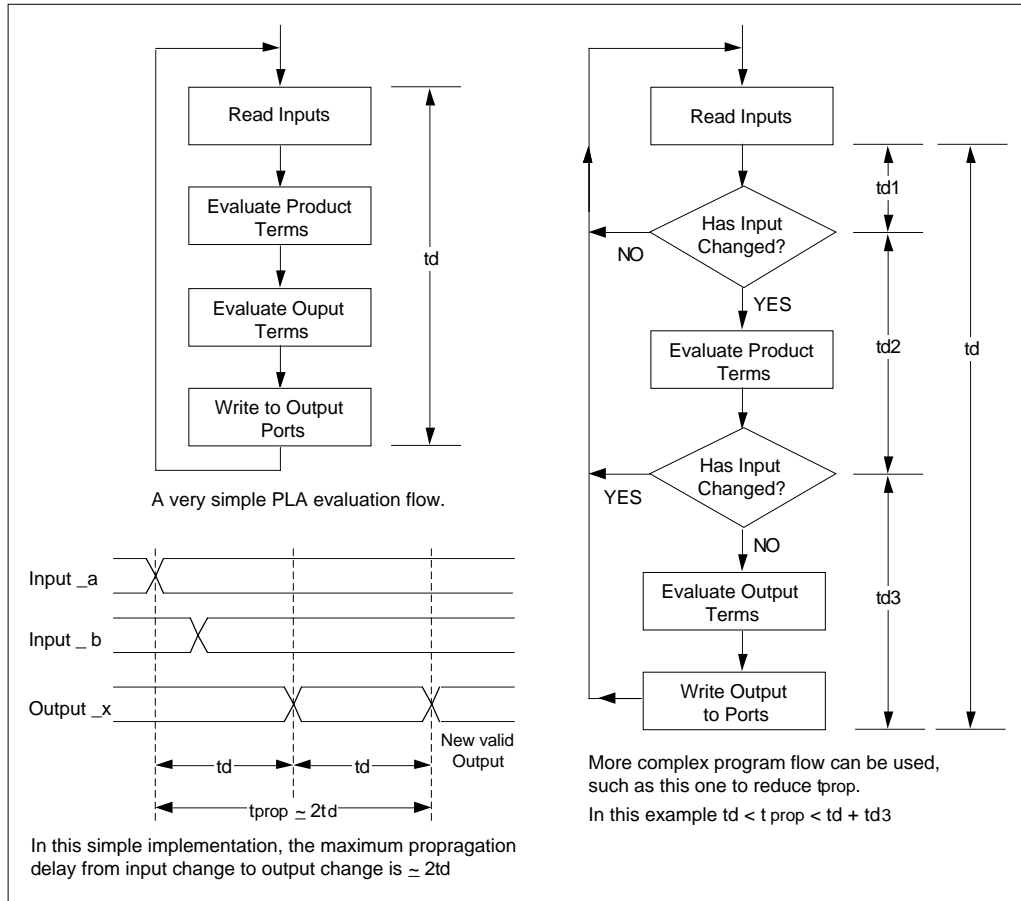 Read Inputs
Evaluate Product
Terms
Evaluate Ouput
Terms
Write to Output
Ports
td
A very simple PLA evaluation flow.
Input _a
Input _ b
Output _x
New valid
Output
td
td
tprop ≃ 2td
In this simple implementation, the maximum propragation
delay from input change to output change is ≃ 2td
Read Inputs
Has Input
Changed?
NO
YES
Evaluate Product
Terms
Has Input
Changed?
YES
NO
Evaluate Output
Terms
Write Output
to Ports
td1
td2
td3
td
More complex program flow can be used,
such as this one to reduce tprop.
In this example td < t prop < td + td3